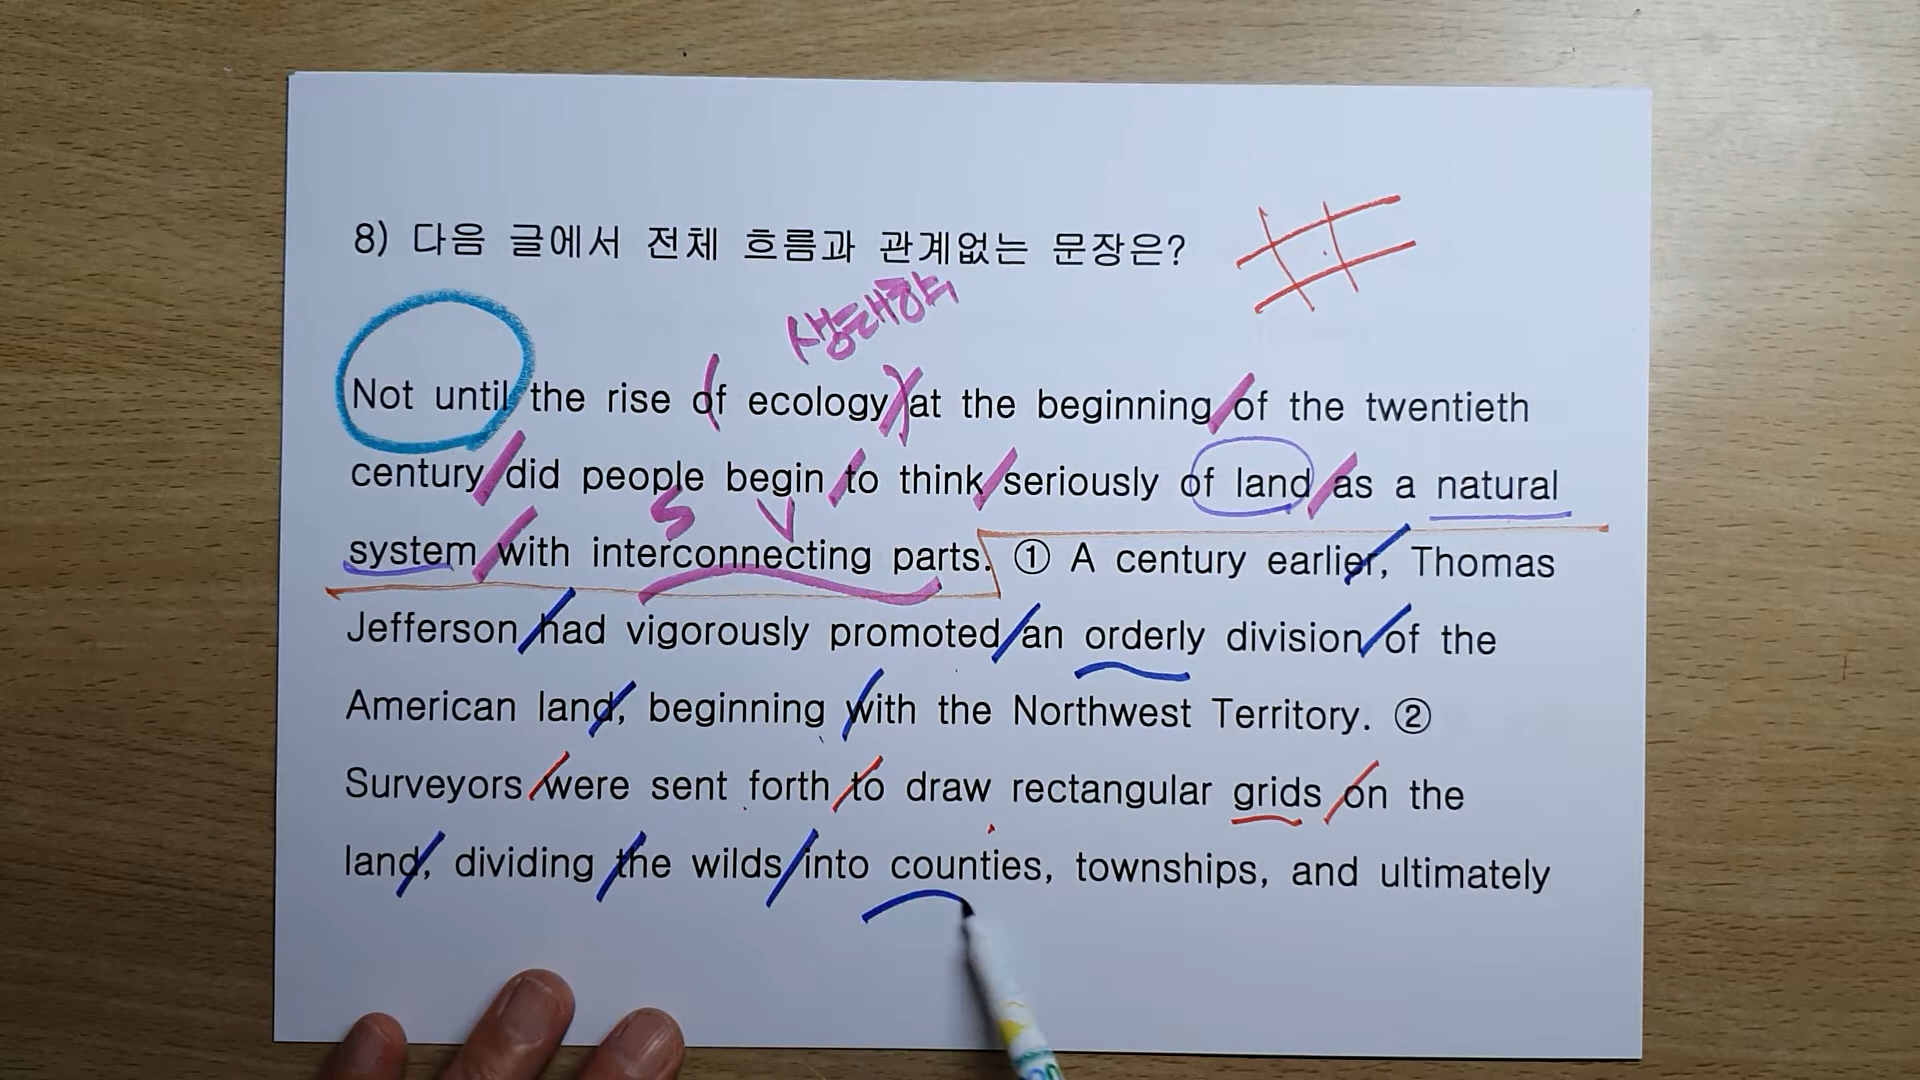 8) 다음 글에서 전체 흐름과 관계없는 문장은?
생태학
Not until the rise of ecology at the beginning of the twentieth
century did people begin to think seriously of land as a natural
S V
system with interconnecting parts. ① A century earlier, Thomas
Jefferson had vigorously promoted an orderly division of the
American land, beginning with the Northwest Territory. ②
Surveyors were sent forth to draw rectangular grids on the
land, dividing the wilds into counties, townships, and ultimately